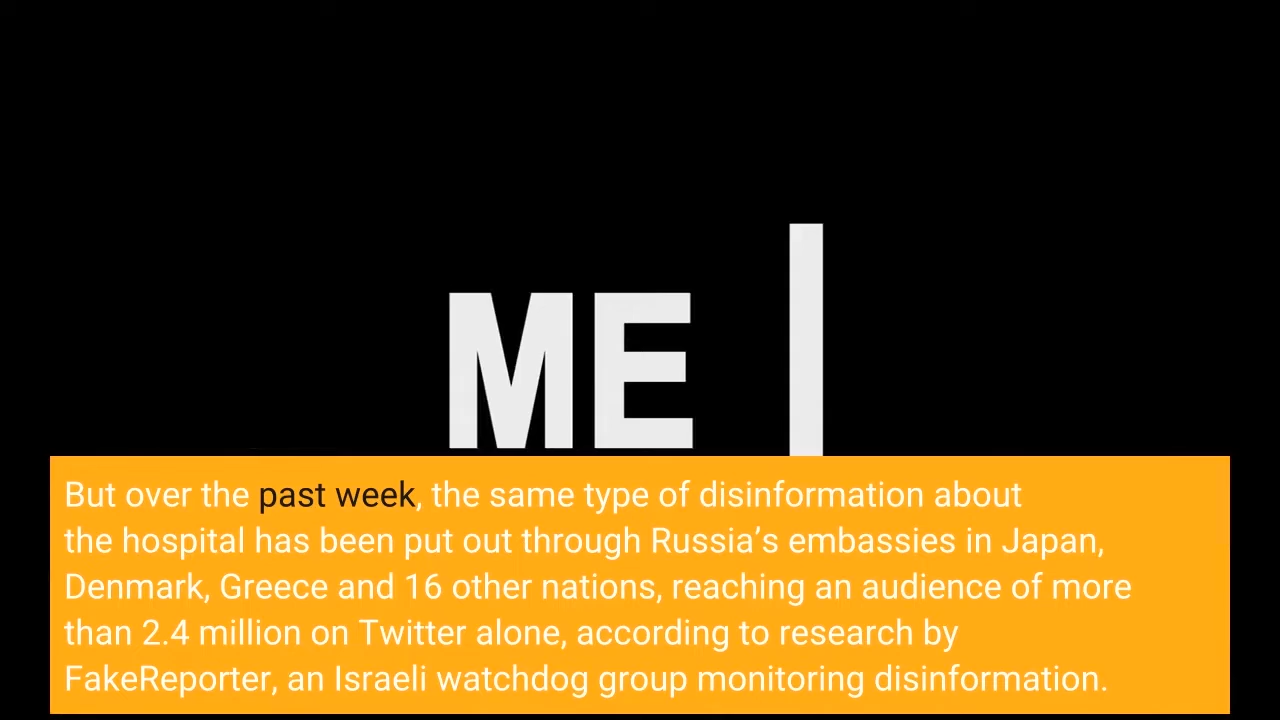 ME
But over the past week, the same type of disinformation about
the hospital has been put out through Russia’s embassies in Japan,
Denmark, Greece and 16 other nations, reaching an audience of more
than 2.4 million on Twitter alone, according to research by
FakeReporter, an Israeli watchdog group monitoring disinformation.